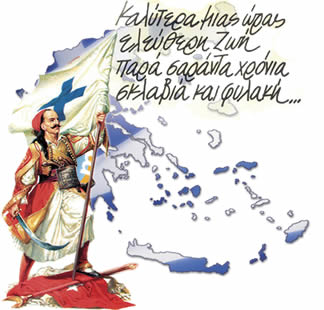 Καλύτερα μιας ώρας
ελεύθερη ζωή
παρά σαράντα χρόνια
σκλαβιά και φυλακή...